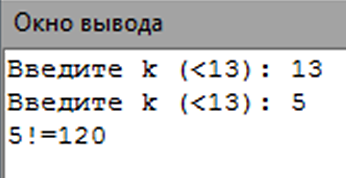 Окно вывода
Введите k (<13): 13
Введите k (<13): 5
5!=120